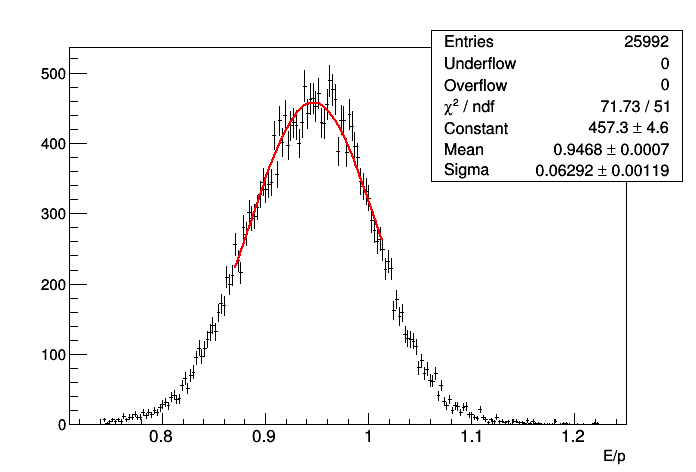 Entries 25992
Underflow 0
Overflow 0
χ² / ndf 71.73 / 51
Constant 457.3 ± 4.6
Mean 0.9468 ± 0.0007
Sigma 0.06292 ± 0.00119
500
400
300
200
100
0
0.8 0.9 1 1.1 1.2
E/p